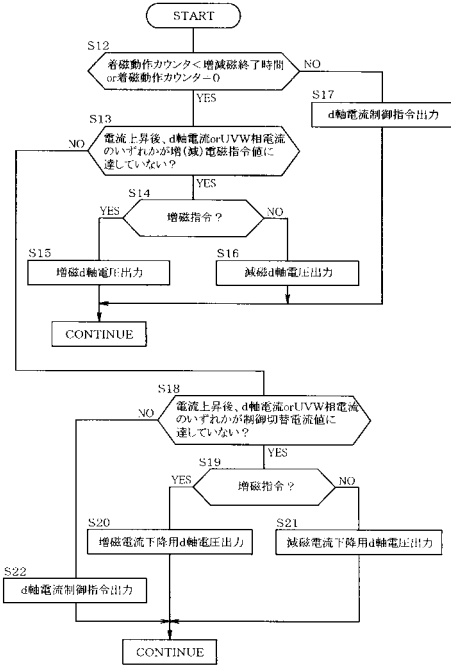 START
S12
着磁動作カウンタ<増減磁終了時間
or着磁動作カウンター0
NO
S17
YES
d軸電流制御指令出力
S13
電流上昇後、d軸電流orUVW相電流
のいずれかが増(減)電磁指令値に
達していない?
NO
YES
S14
増磁指令?
YES
NO
S15
増磁d軸電圧出力
S16
減磁d軸電圧出力
CONTINUE
S18
電流上昇後、d軸電流orUVW相電流
のいずれかが制御切替電流値に
達していない?
NO
YES
S19
増磁指令?
YES
NO
S20
増磁電流下降用d軸電圧出力
S21
減磁電流下降用d軸電圧出力
S22
d軸電流制御指令出力
CONTINUE